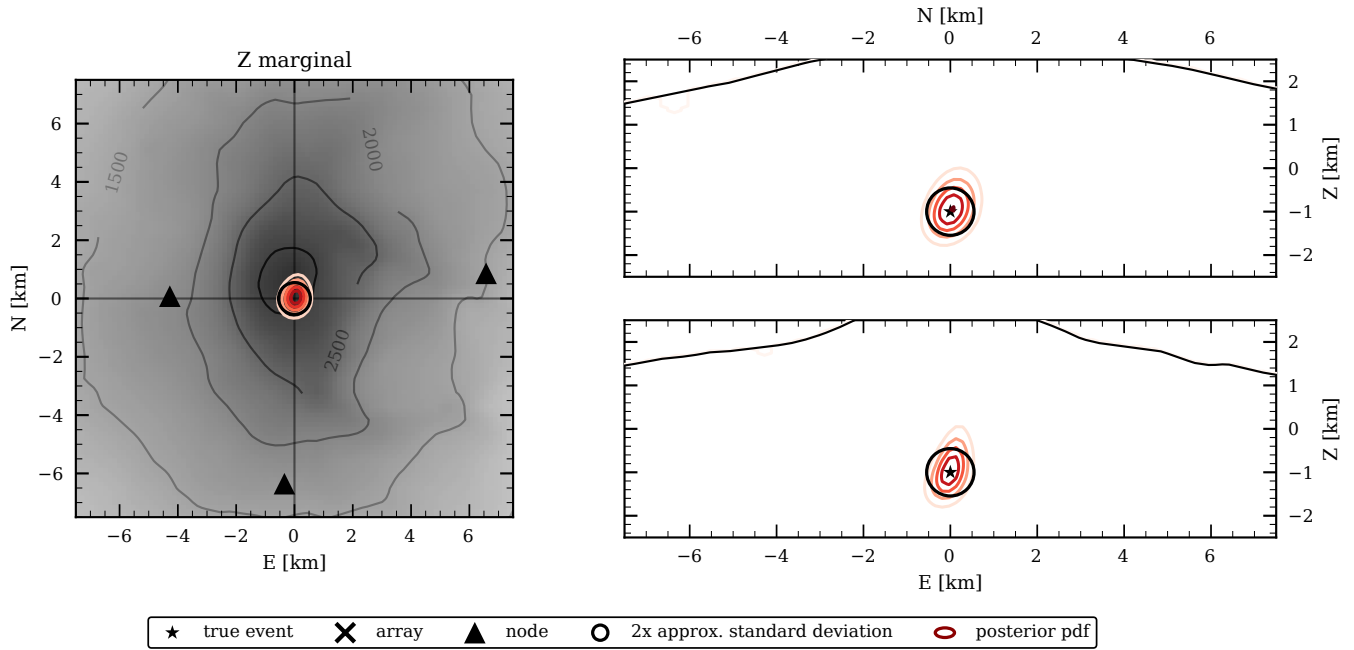 Z marginal
1500
2000
2500
6
4
2
0
−2
−4
−6
N [km]
−6 −4 −2 0 2 4 6
E [km]
N [km]
−6 −4 −2 0 2 4 6
2
1
0
−1
−2
Z [km]
2
1
0
−1
−2
Z [km]
−6 −4 −2 0 2 4 6
E [km]
true event array node 2x approx. standard deviation posterior pdf